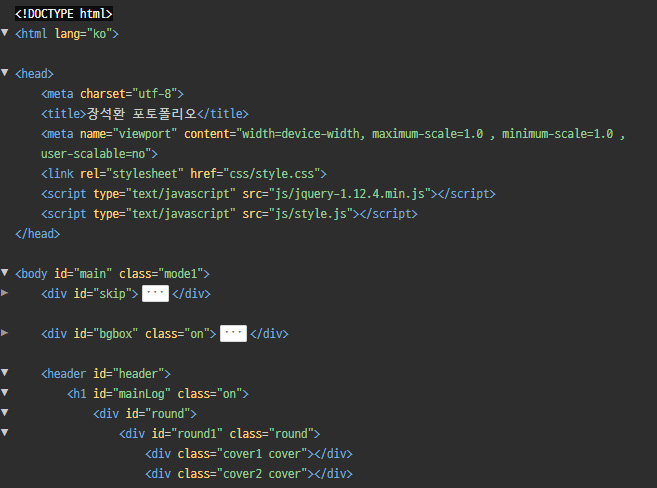 <!DOCTYPE html>
<html lang="ko">
<head>
<meta charset="utf-8">
<title>장석환 포토폴리오</title>
<meta name="viewport" content="width=device-width, maximum-scale=1.0 , minimum-scale=1.0 ,
user-scalable=no">
<link rel="stylesheet" href="css/style.css">
<script type="text/javascript" src="js/jquery-1.12.4.min.js"></script>
<script type="text/javascript" src="js/style.js"></script>
</head>
<body id="main" class="mode1">
<div id="skip">···</div>
<div id="bgbox" class="on">···</div>
<header id="header">
<h1 id="mainLog" class="on">
<div id="round">
<div id="round1" class="round">
<div class="cover1 cover"></div>
<div class="cover2 cover"></div>